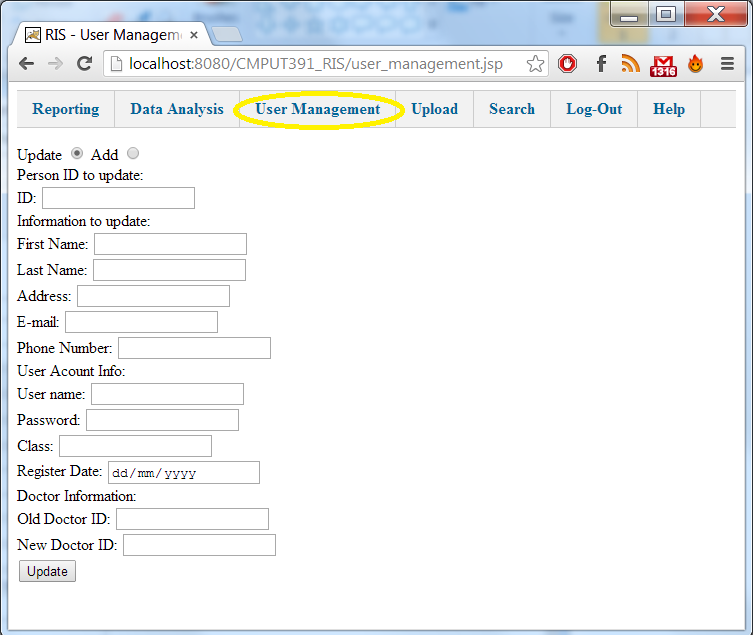 RIS - User Managem
localhost:8080/CMPUT391_RIS/user_management.jsp
1316
Reporting Data Analysis User Management Upload Search Log-Out Help
Update Add
Person ID to update:
ID:
Information to update:
First Name:
Last Name:
Address:
E-mail:
Phone Number:
User Acount Info:
User name:
Password:
Class:
Register Date: dd/mm/yyyy
Doctor Information:
Old Doctor ID:
New Doctor ID:
Update